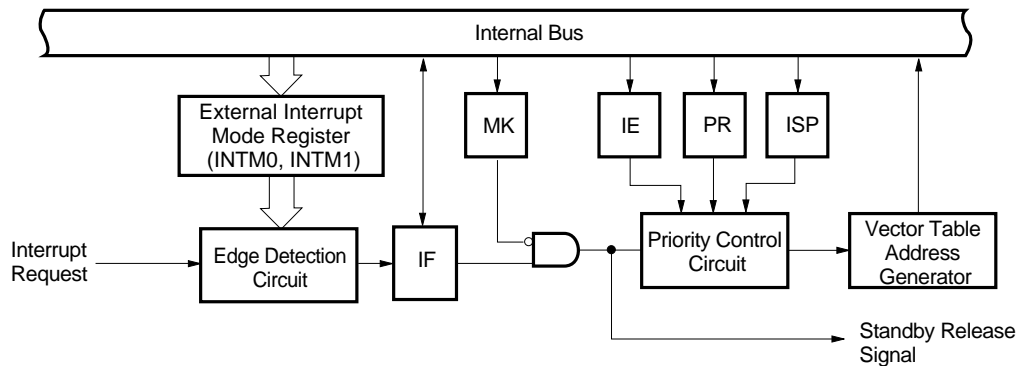 Internal Bus
External Interrupt
Mode Register
(INTM0, INTM1)
MK
IE
PR
ISP
Interrupt
Request
Edge Detection
Circuit
IF
Priority Control
Circuit
Vector Table
Address
Generator
Standby Release
Signal